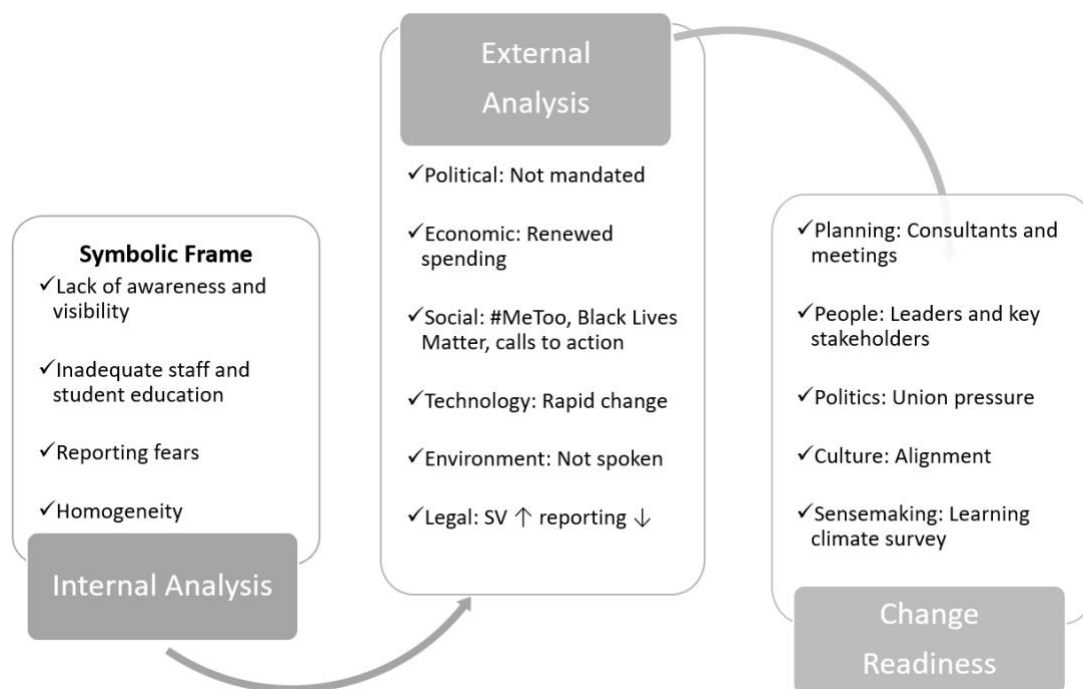 Symbolic Frame
✓Lack of awareness and
visibility
✓Inadequate staff and
student education
✓Reporting fears
✓Homogeneity
Internal Analysis
External
Analysis
✓Political: Not mandated
✓Economic: Renewed
spending
✓Social: #MeToo, Black Lives
Matter, calls to action
✓Technology: Rapid change
✓Environment: Not spoken
✓Legal: SV ↑ reporting ↓
✓Planning: Consultants and
meetings
✓People: Leaders and key
stakeholders
✓Politics: Union pressure
✓Culture: Alignment
✓Sensemaking: Learning
climate survey
Change
Readiness